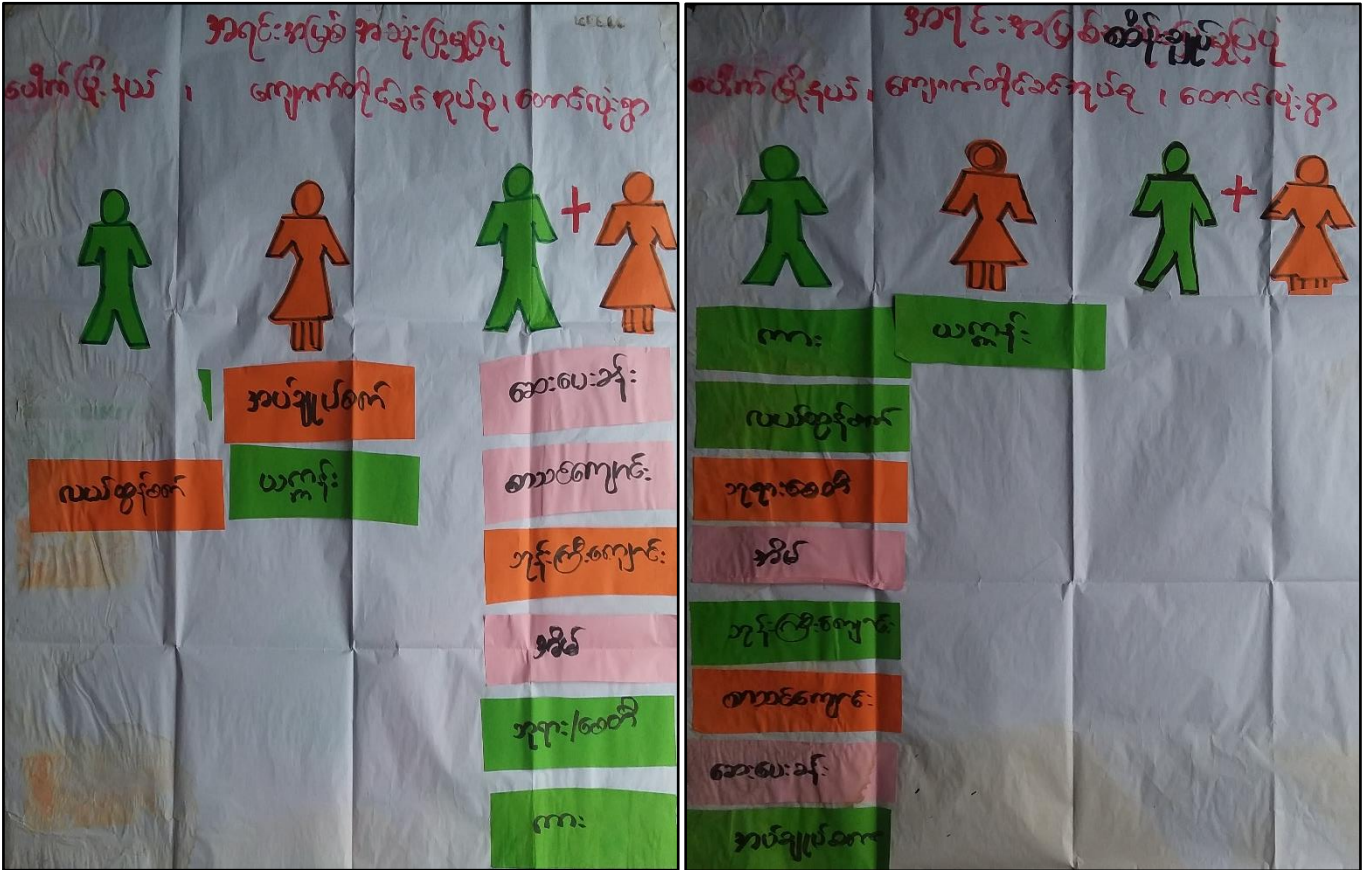 အရင်းအမြစ် အသုံးပြုမှုပြပုံ
ပေါက်မြို့နယ် ၊ ကျောက်တိုင်ခင်အုပ်စု ၊ တောင်လုံးရွာ
+
အပ်ချုပ်စက်
ဆေးပေးခန်း
လယ်ထွန်စက်
ယက္ကန်း
စာသင်ကျောင်း
ဘုန်းကြီးကျောင်း
အိမ်
ဘုရား/စေတီ
ကား
အရင်းအမြစ်ထိန်းချုပ်မှုပြပုံ
ပေါက်မြို့နယ် ၊ ကျောက်တိုင်ခင်အုပ်စု ၊ တောင်လုံးရွာ
+
ကား
ယက္ကန်း
လယ်ထွန်စက်
ဘုရားစေတီ
အိမ်
ဘုန်းကြီးကျောင်း
စာသင်ကျောင်း
ဆေးပေးခန်း
အပ်ချုပ်စက်